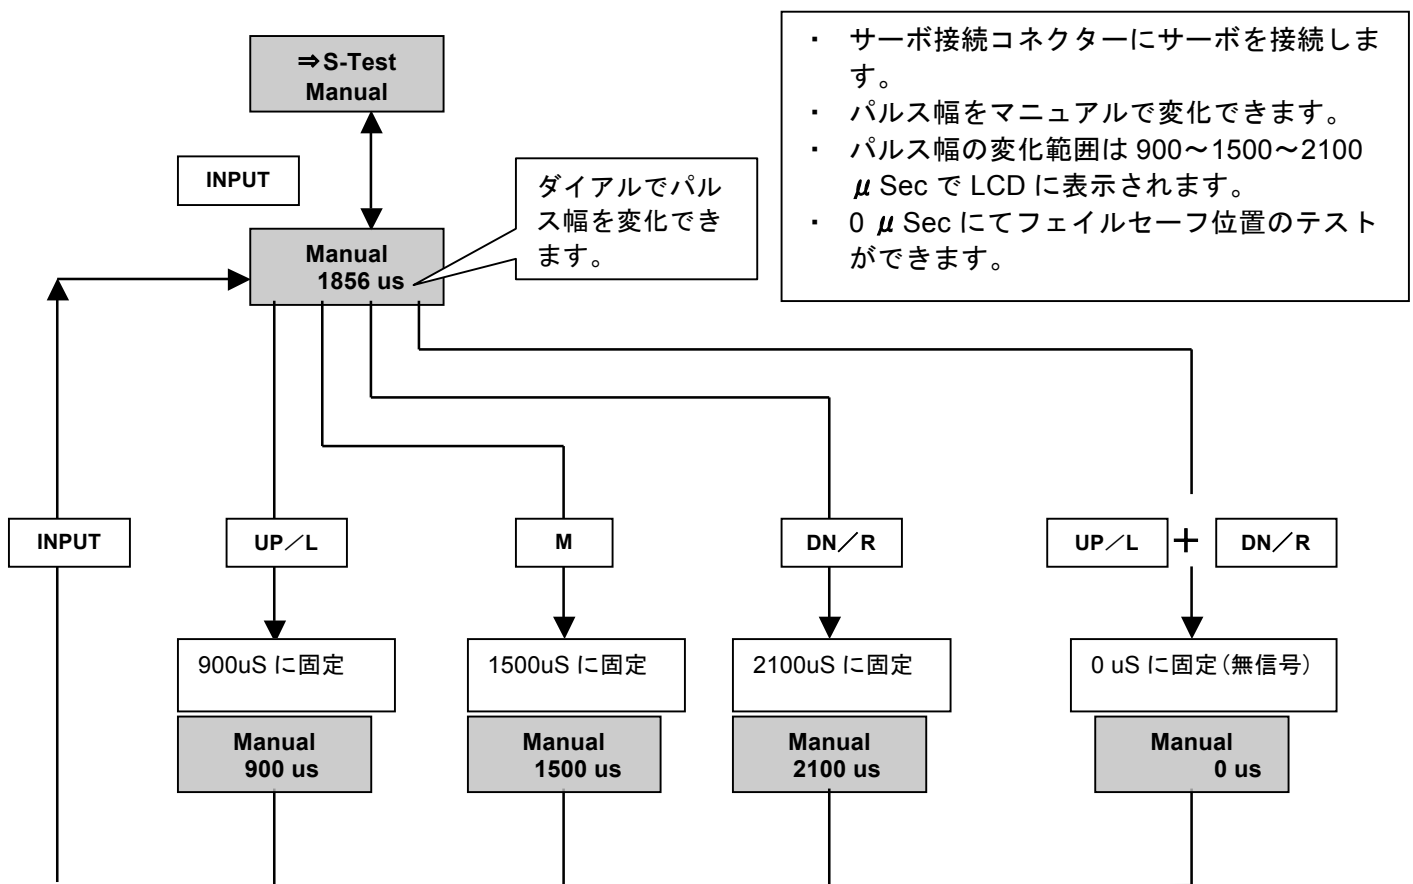 ⇒S-Test
Manual
・ サーボ接続コネクターにサーボを接続しま
す。
・ パルス幅をマニュアルで変化できます。
・ パルス幅の変化範囲は 900～1500～2100
μ Sec で LCD に表示されます。
・ 0 μ Sec にてフェイルセーフ位置のテスト
ができます。
INPUT
ダイアルでパル
ス幅を変化でき
ます。
Manual
1856 us
INPUT
UP／L
M
DN／R
UP／L
＋
DN／R
900uS に固定
1500uS に固定
2100uS に固定
0 uS に固定（無信号）
Manual
900 us
Manual
1500 us
Manual
2100 us
Manual
0 us